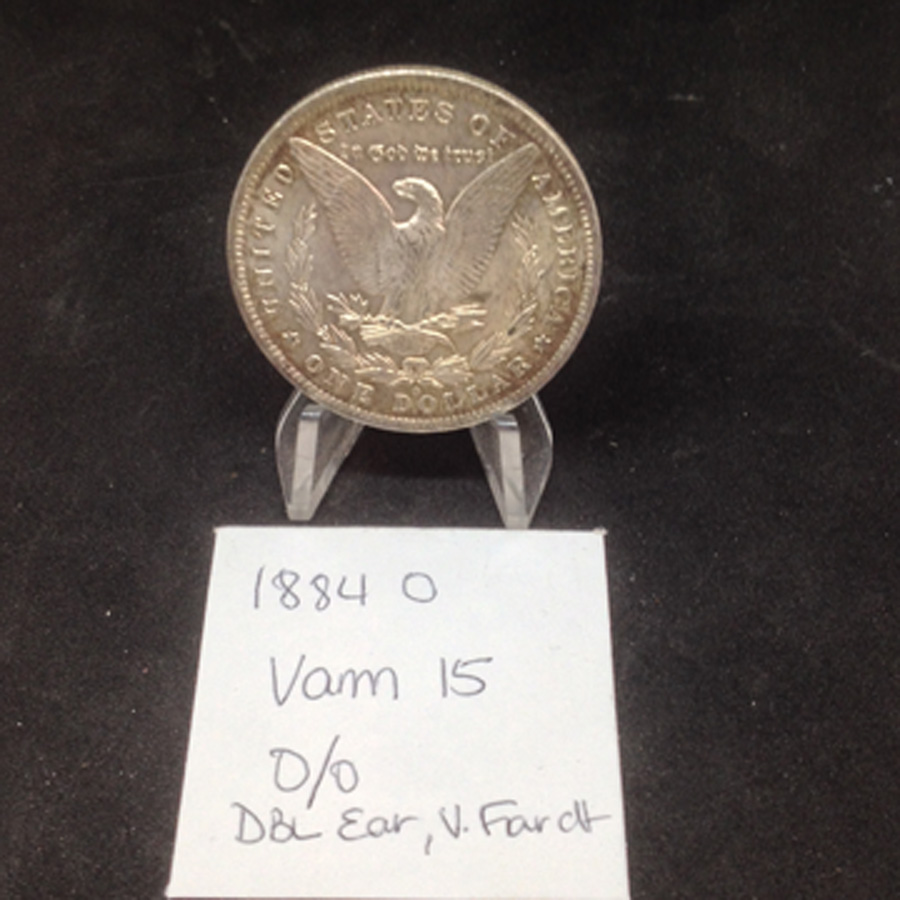 UNITED STATES OF AMERICA
In God we trust
ONE DOLLAR
O
1884 O
Vam 15
O/O
DBL Ear, V. Far dt